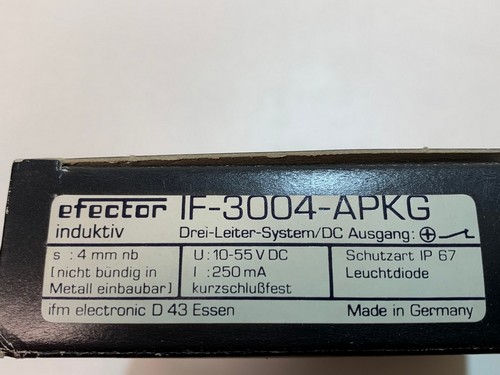 efector IF-3004-APKG
induktiv Drei-Leiter-System/DC Ausgang:
s : 4 mm nb
[nicht bündig in
Metall einbaubar]
U : 10-55 V DC
I : 250 mA
kurzschlußfest
Schutzart IP 67
Leuchtdiode
ifm electronic D 43 Essen Made in Germany